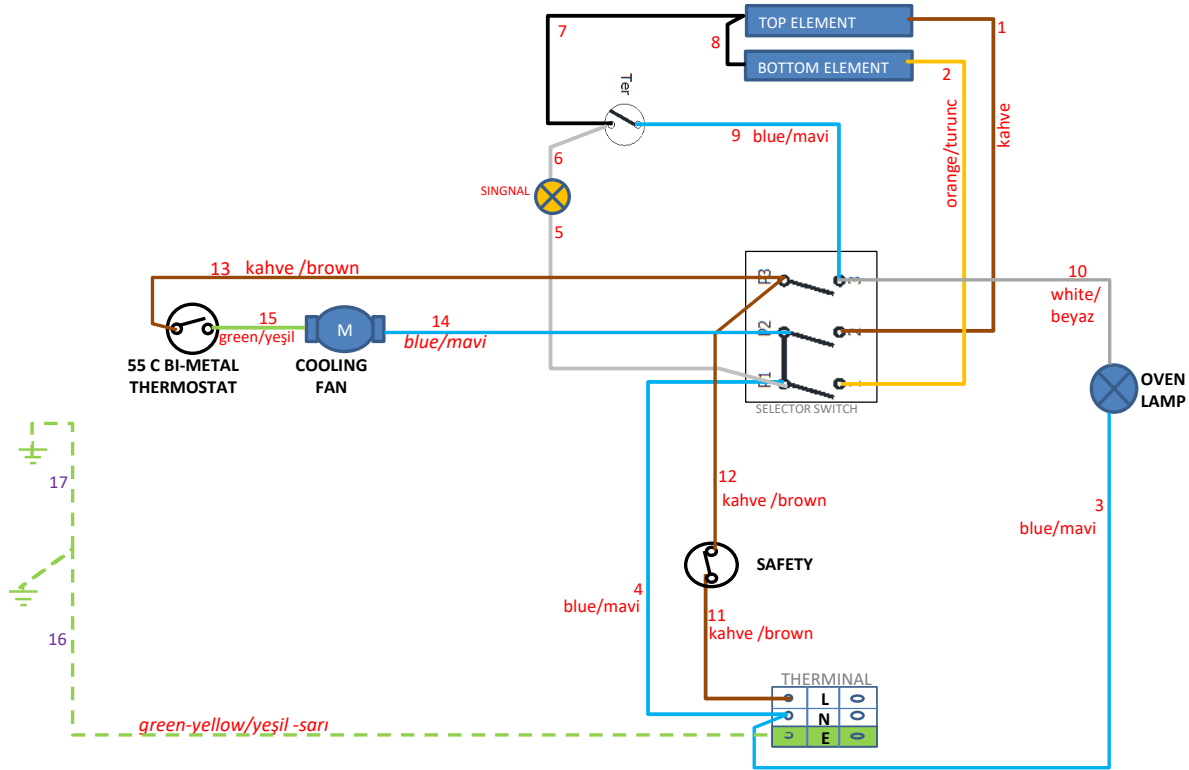 7
8
TOP ELEMENT
1
BOTTOM ELEMENT
2
Ter
orange/turunc
kahve
9 blue/mavi
6
SINGNAL
5
13 kahve /brown
P3
3
10
white/
beyaz
15
green/yeşil
M
14
blue/mavi
P2
2
55 C BI-METAL
THERMOSTAT
COOLING
FAN
P1
1
SELECTOR SWITCH
OVEN
LAMP
17
12
kahve /brown
3
blue/mavi
SAFETY
4
blue/mavi
11
kahve /brown
16
THERMINAL
L
N
E
green-yellow/yeşil -sarı